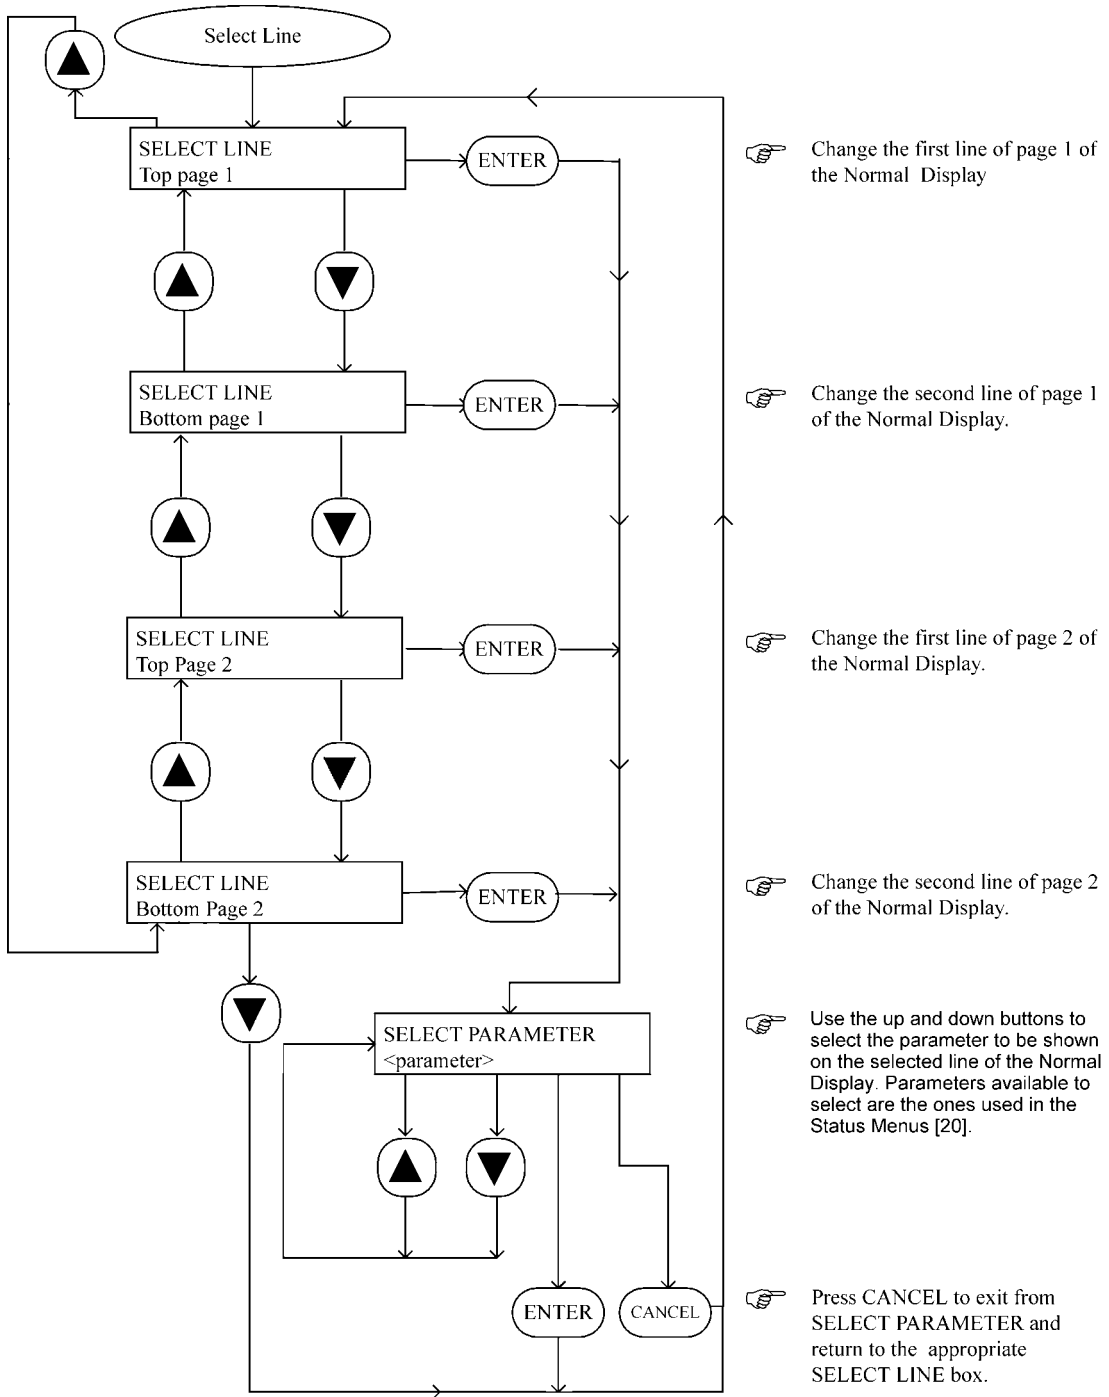 Select Line
SELECT LINE
Top page 1
ENTER
Change the first line of page 1 of
the Normal Display
SELECT LINE
Bottom page 1
ENTER
Change the second line of page 1
of the Normal Display.
SELECT LINE
Top Page 2
ENTER
Change the first line of page 2 of
the Normal Display.
SELECT LINE
Bottom Page 2
ENTER
Change the second line of page 2
of the Normal Display.
SELECT PARAMETER
<parameter>
Use the up and down buttons to
select the parameter to be shown
on the selected line of the Normal
Display. Parameters available to
select are the ones used in the
Status Menus [20].
ENTER
CANCEL
Press CANCEL to exit from
SELECT PARAMETER and
return to the appropriate
SELECT LINE box.